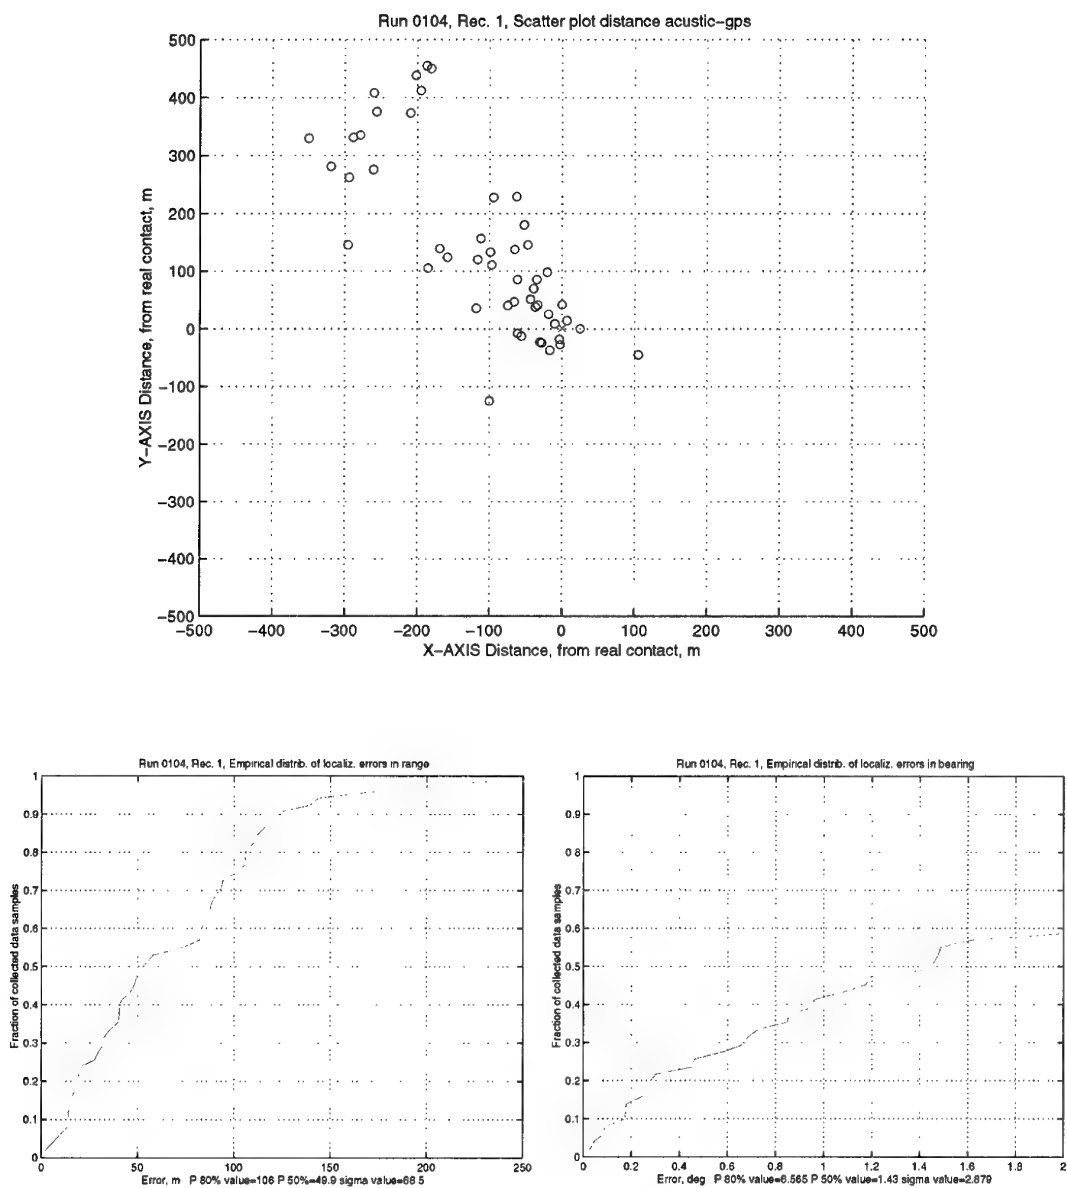 Run 0104, Rec. 1, Scatter plot distance acustic-gps
500
400
300
200
100
0
-100
-200
-300
-400
-500
Y-AXIS Distance, from real contact, m
-500 -400 -300 -200 -100 0 100 200 300 400 500
X-AXIS Distance, from real contact, m
Run 0104, Rec. 1, Empirical distrib. of localiz. errors in range
1
0.9
0.8
0.7
0.6
0.5
0.4
0.3
0.2
0.1
0
Fraction of collected data samples
0 50 100 150 200 250
Error, m P 80% value=106 P 50%=49.9 sigma value=68 5
Run 0104, Rec. 1, Empirical distrib. of localiz. errors in bearing
1
0.9
0.8
0.7
0.6
0.5
0.4
0.3
0.2
0.1
0
Fraction of collected data samples
0 0.2 0.4 0.6 0.8 1 1.2 1.4 1.6 1.8 2
Error, deg P 80% value=6.565 P 50% value=1.43 sigma value=2.879